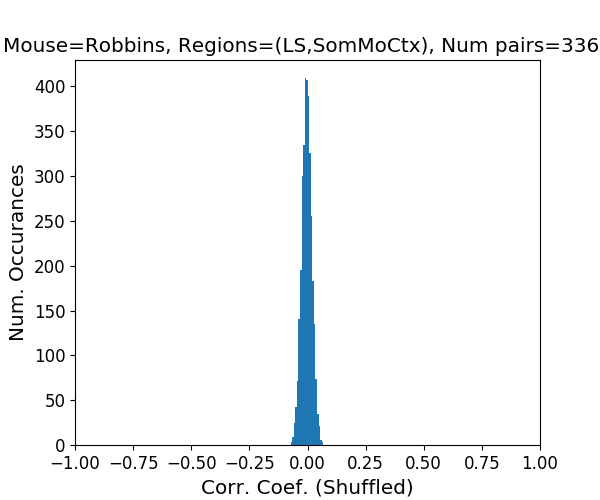 Mouse=Robbins, Regions=(LS,SomMoCtx), Num pairs=336
Num. Occurances
400
350
300
250
200
150
100
50
0
−1.00 −0.75 −0.50 −0.25 0.00 0.25 0.50 0.75 1.00
Corr. Coef. (Shuffled)